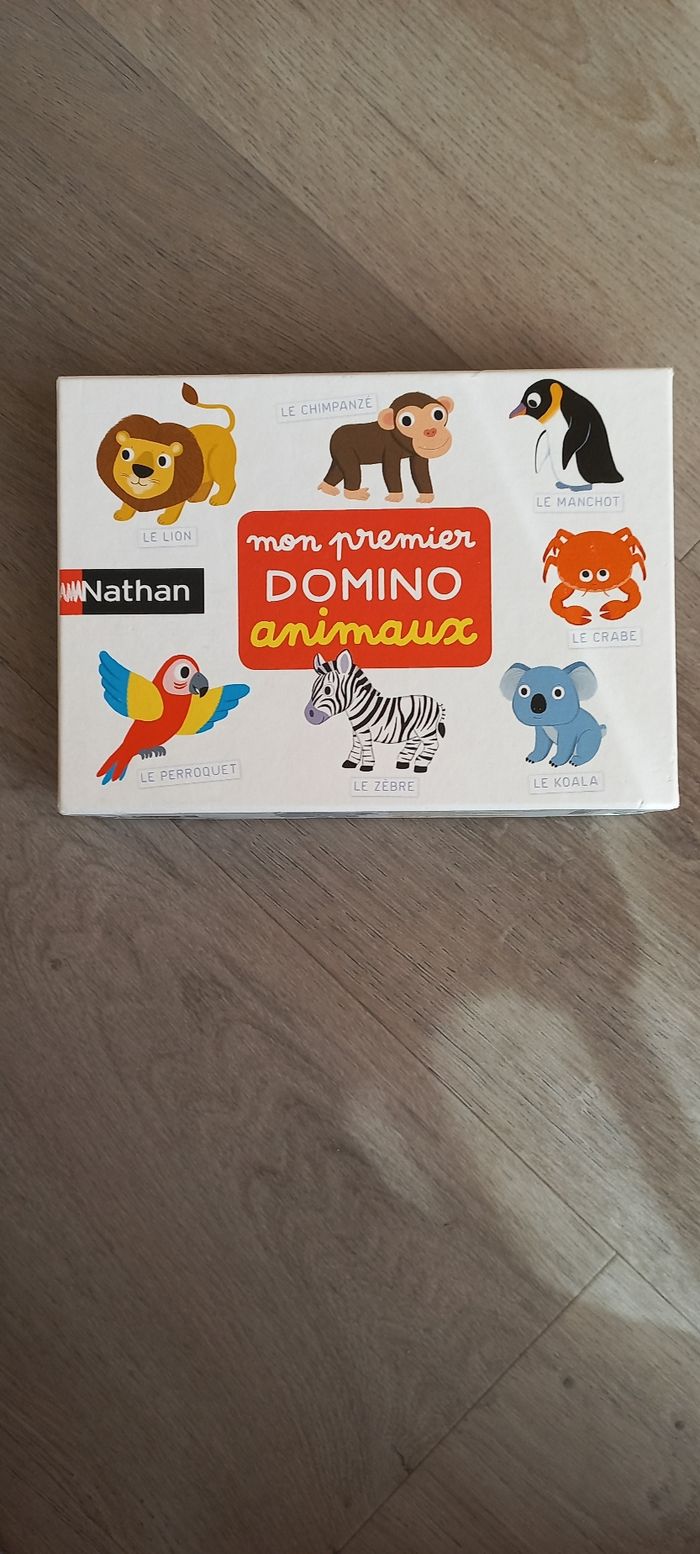 LE CHIMPANZÉ
LE MANCHOT
LE LION
mon premier
DOMINO
animaux
Nathan
LE CRABE
LE PERROQUET
LE ZÈBRE
LE KOALA